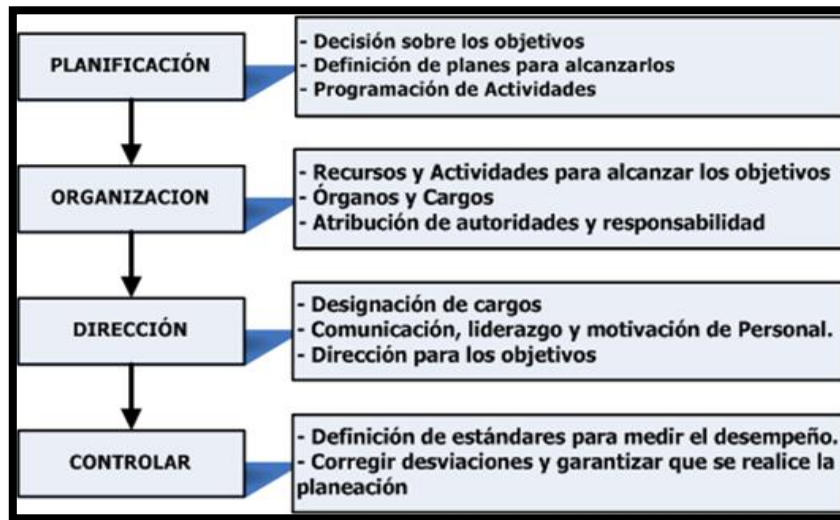 PLANIFICACIÓN
- Decisión sobre los objetivos
- Definición de planes para alcanzarlos
- Programación de Actividades
ORGANIZACION
- Recursos y Actividades para alcanzar los objetivos
- Órganos y Cargos
- Atribución de autoridades y responsabilidad
DIRECCIÓN
- Designación de cargos
- Comunicación, liderazgo y motivación de Personal.
- Dirección para los objetivos
CONTROLAR
- Definición de estándares para medir el desempeño.
- Corregir desviaciones y garantizar que se realice la
planeación